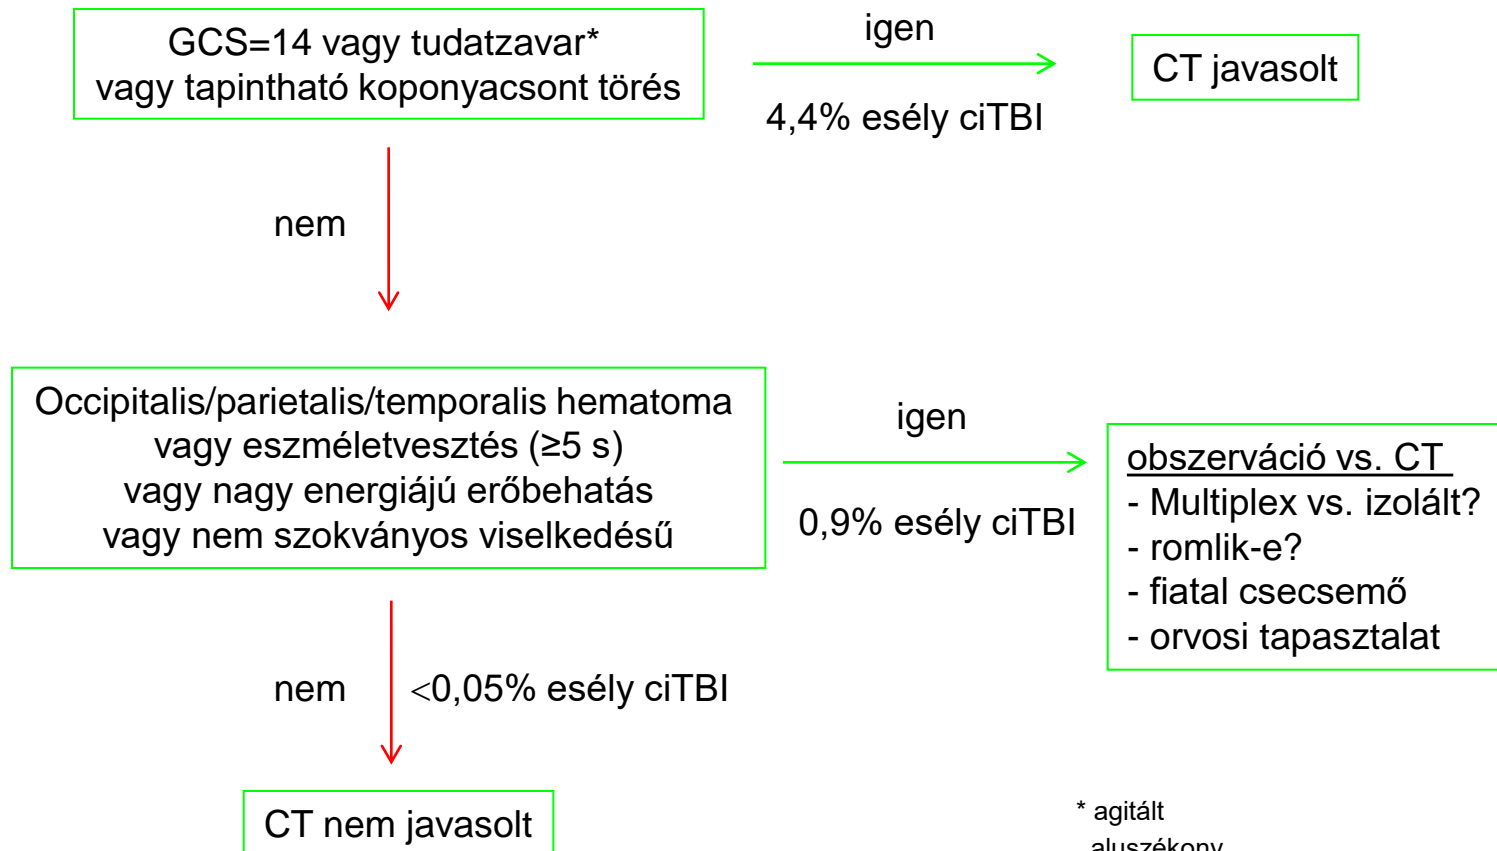 GCS=14 vagy tudatzavar*
vagy tapintható koponyacsont törés
igen
4,4% esély ciTBI
CT javasolt
nem
Occipitalis/parietalis/temporalis hematoma
vagy eszméletvesztés (≥5 s)
vagy nagy energiájú erőbehatás
vagy nem szokványos viselkedésű
igen
0,9% esély ciTBI
obszerváció vs. CT
- Multiplex vs. izolált?
- romlik-e?
- fiatal csecsemő
- orvosi tapasztalat
nem
<0,05% esély ciTBI
CT nem javasolt
* agitált
aluszékony